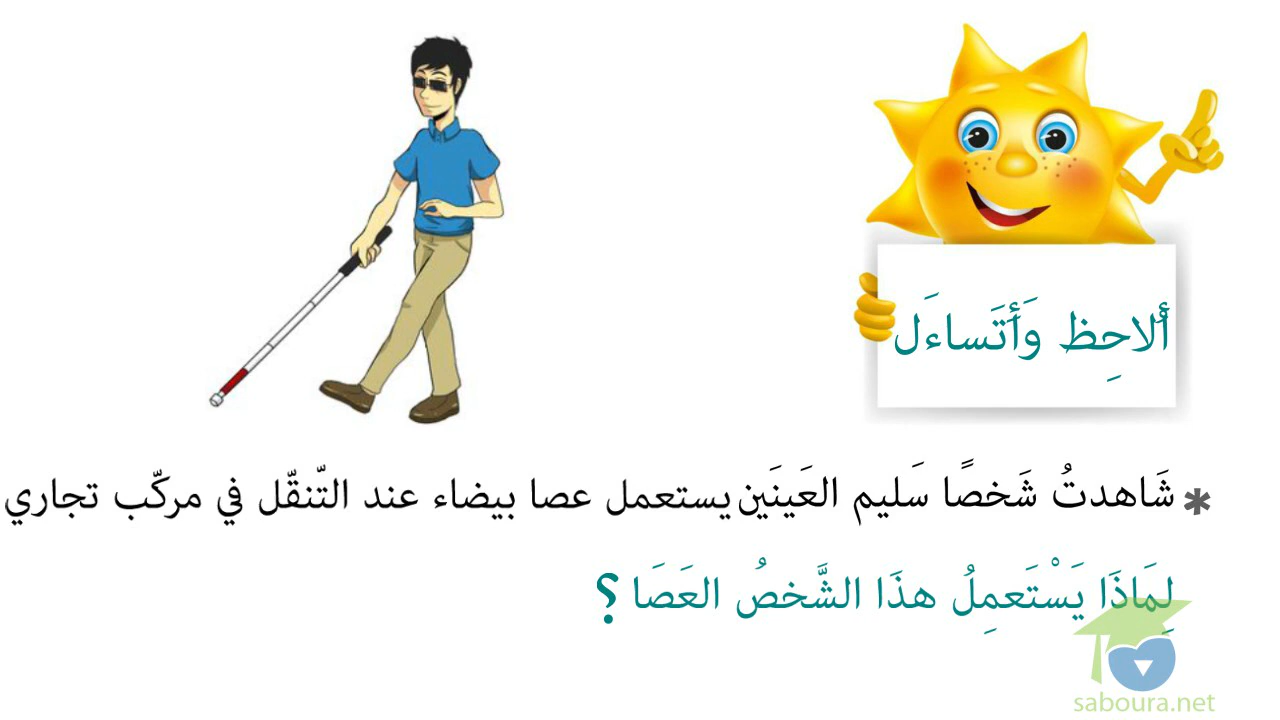 أُلاحِظ وَأَتَساءَل
* شَاهدتُ شَخصًا سَليم العَينَين يستعمل عصا بيضاء عند التّنقّل في مركّب تجاري
لِمَاذَا يَسْتَعمِلُ هذَا الشَّخصُ العَصَا ؟
saboura.net